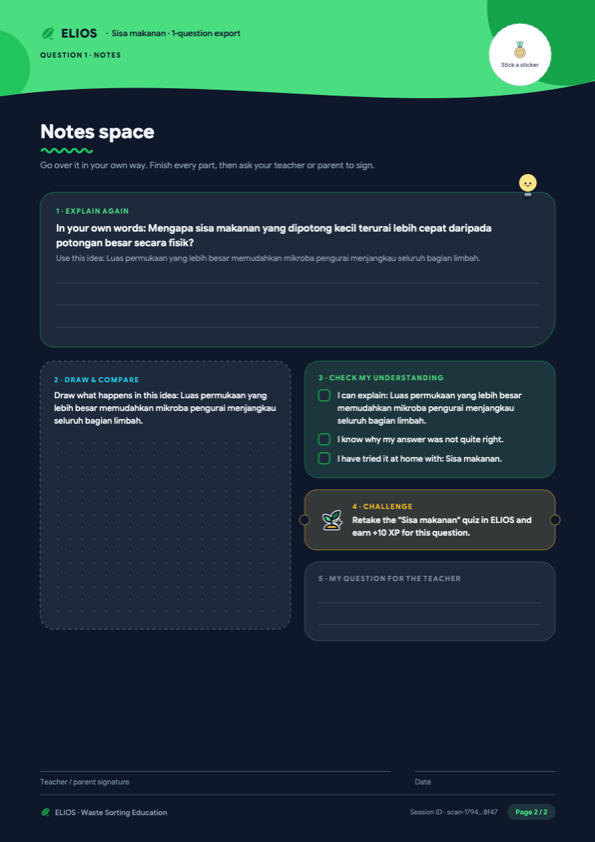 ELIOS · Sisa makanan · 1-question export
QUESTION 1 · NOTES
Stick a sticker
Notes space
Go over it in your own way. Finish every part, then ask your teacher or parent to sign.
1 · EXPLAIN AGAIN
In your own words: Mengapa sisa makanan yang dipotong kecil terurai lebih cepat daripada
potongan besar secara fisik?
Use this idea: Luas permukaan yang lebih besar memudahkan mikroba pengurai menjangkau seluruh bagian limbah.
2 · DRAW & COMPARE
Draw what happens in this idea: Luas permukaan yang
lebih besar memudahkan mikroba pengurai menjangkau
seluruh bagian limbah.
3 · CHECK MY UNDERSTANDING
I can explain: Luas permukaan yang lebih besar
memudahkan mikroba pengurai menjangkau
seluruh bagian limbah.
I know why my answer was not quite right.
I have tried it at home with: Sisa makanan.
4 · CHALLENGE
Retake the "Sisa makanan" quiz in ELIOS and
earn +10 XP for this question.
5 · MY QUESTION FOR THE TEACHER
Teacher / parent signature
Date
ELIOS · Waste Sorting Education
Session ID · scan-1794...8f47
Page 2 / 2